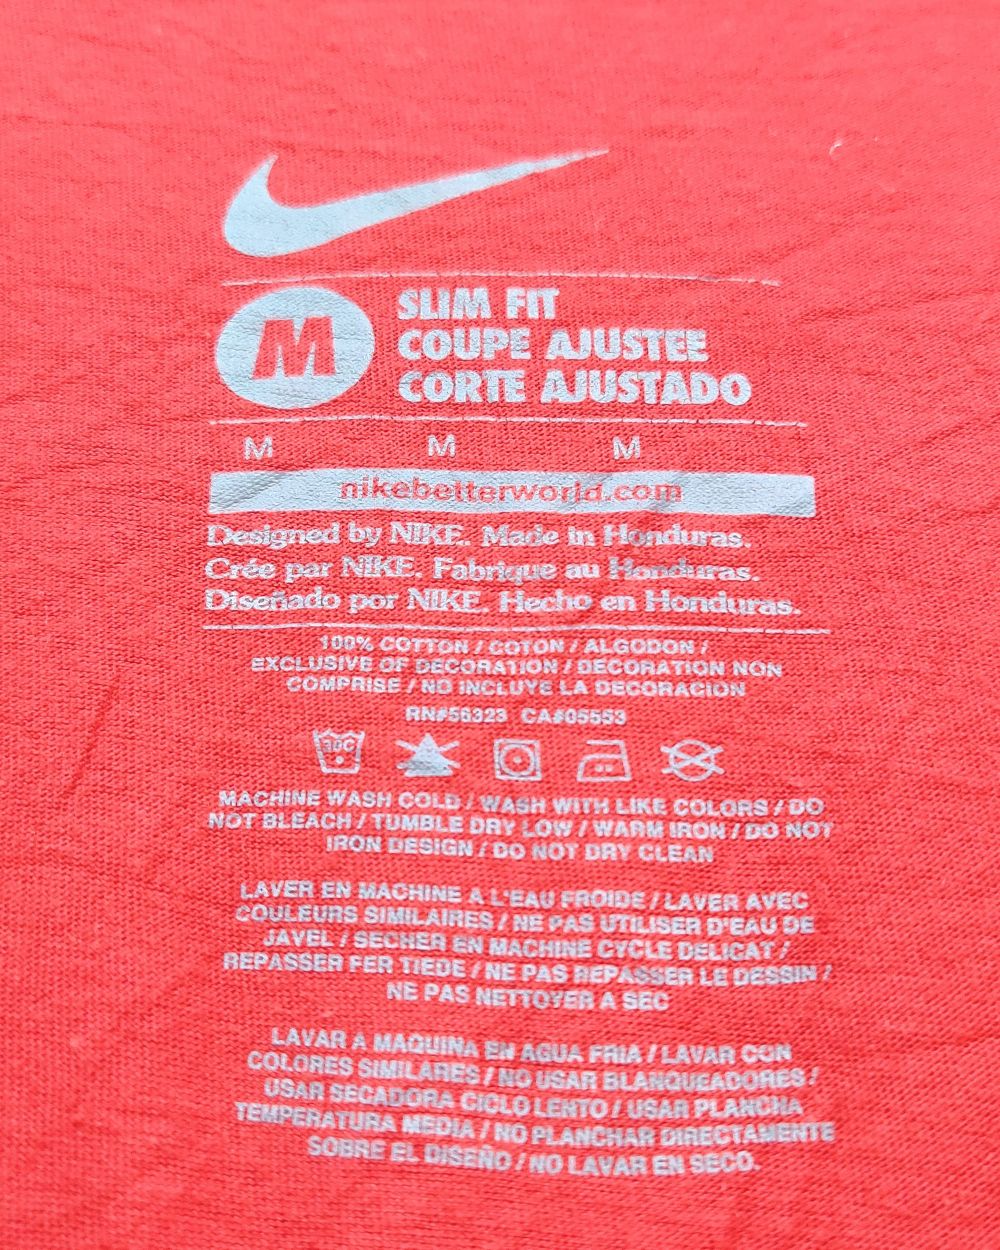 M
SLIM FIT
COUPE AJUSTEE
CORTE AJUSTADO
M M M
nikebetterworld.com
Designed by NIKE. Made in Honduras.
Crée par NIKE. Fabrique au Honduras.
Diseñado por NIKE. Hecho en Honduras.
100% COTTON / COTON / ALGODON /
EXCLUSIVE OF DECORATION / DECORATION NON
COMPRISE / NO INCLUYE LA DECORACION
RN#56323 CA#05553
30C
MACHINE WASH COLD / WASH WITH LIKE COLORS / DO
NOT BLEACH / TUMBLE DRY LOW / WARM IRON / DO NOT
IRON DESIGN / DO NOT DRY CLEAN
LAVER EN MACHINE A L'EAU FROIDE / LAVER AVEC
COULEURS SIMILAIRES / NE PAS UTILISER D'EAU DE
JAVEL / SECHER EN MACHINE CYCLE DELICAT /
REPASSER FER TIEDE / NE PAS REPASSER LE DESSIN /
NE PAS NETTOYER A SEC
LAVAR A MAQUINA EN AGUA FRIA / LAVAR CON
COLORES SIMILARES / NO USAR BLANQUEADORES /
USAR SECADORA CICLO LENTO / USAR PLANCHA
TEMPERATURA MEDIA / NO PLANCHAR DIRECTAMENTE
SOBRE EL DISEÑO / NO LAVAR EN SECO.